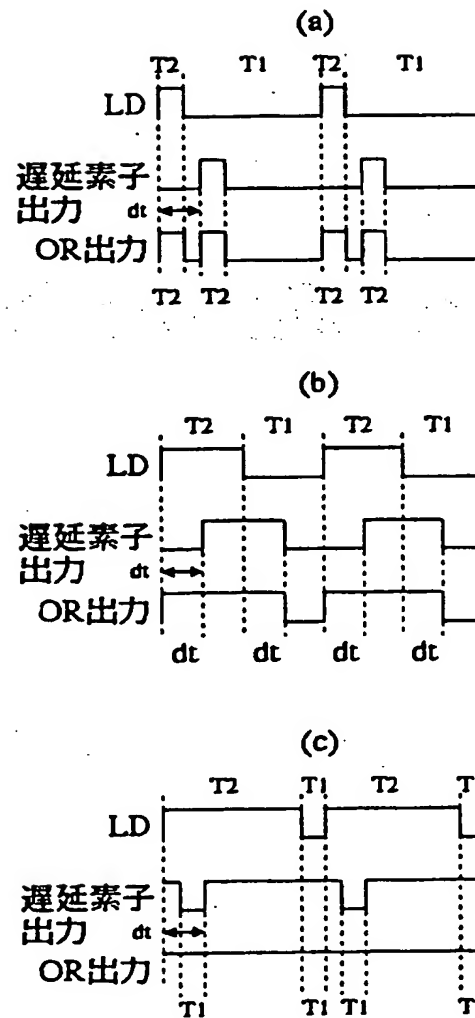 (a)
T2 T1 T2 T1
LD
遅延素子
出力 dt
OR出力
T2 T2 T2 T2
(b)
T2 T1 T2 T1
LD
遅延素子
出力 dt
OR出力
dt dt dt dt
(c)
T2 T1 T2 T
LD
遅延素子
出力 dt
OR出力
T1 T1 T1 T